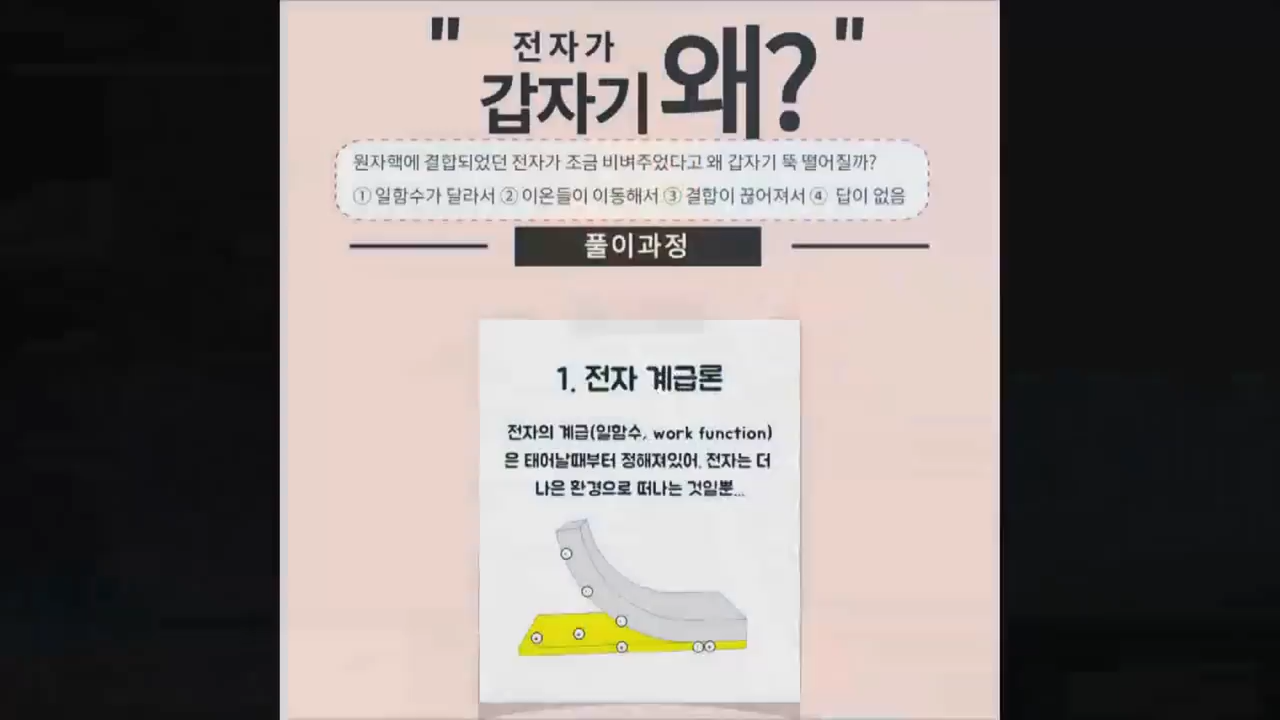 " 전자가 갑자기 왜? "
원자핵에 결합되었던 전자가 조금 비벼주었다고 왜 갑자기 뚝 떨어질까?
① 일함수가 달라서 ② 이온들이 이동해서 ③ 결합이 끊어져서 ④ 답이 없음
풀이과정
1. 전자 계급론
전자의 계급(일함수, work function)
은 태어날때부터 정해져있어. 전자는 더
나은 환경으로 떠나는 것일뿐...